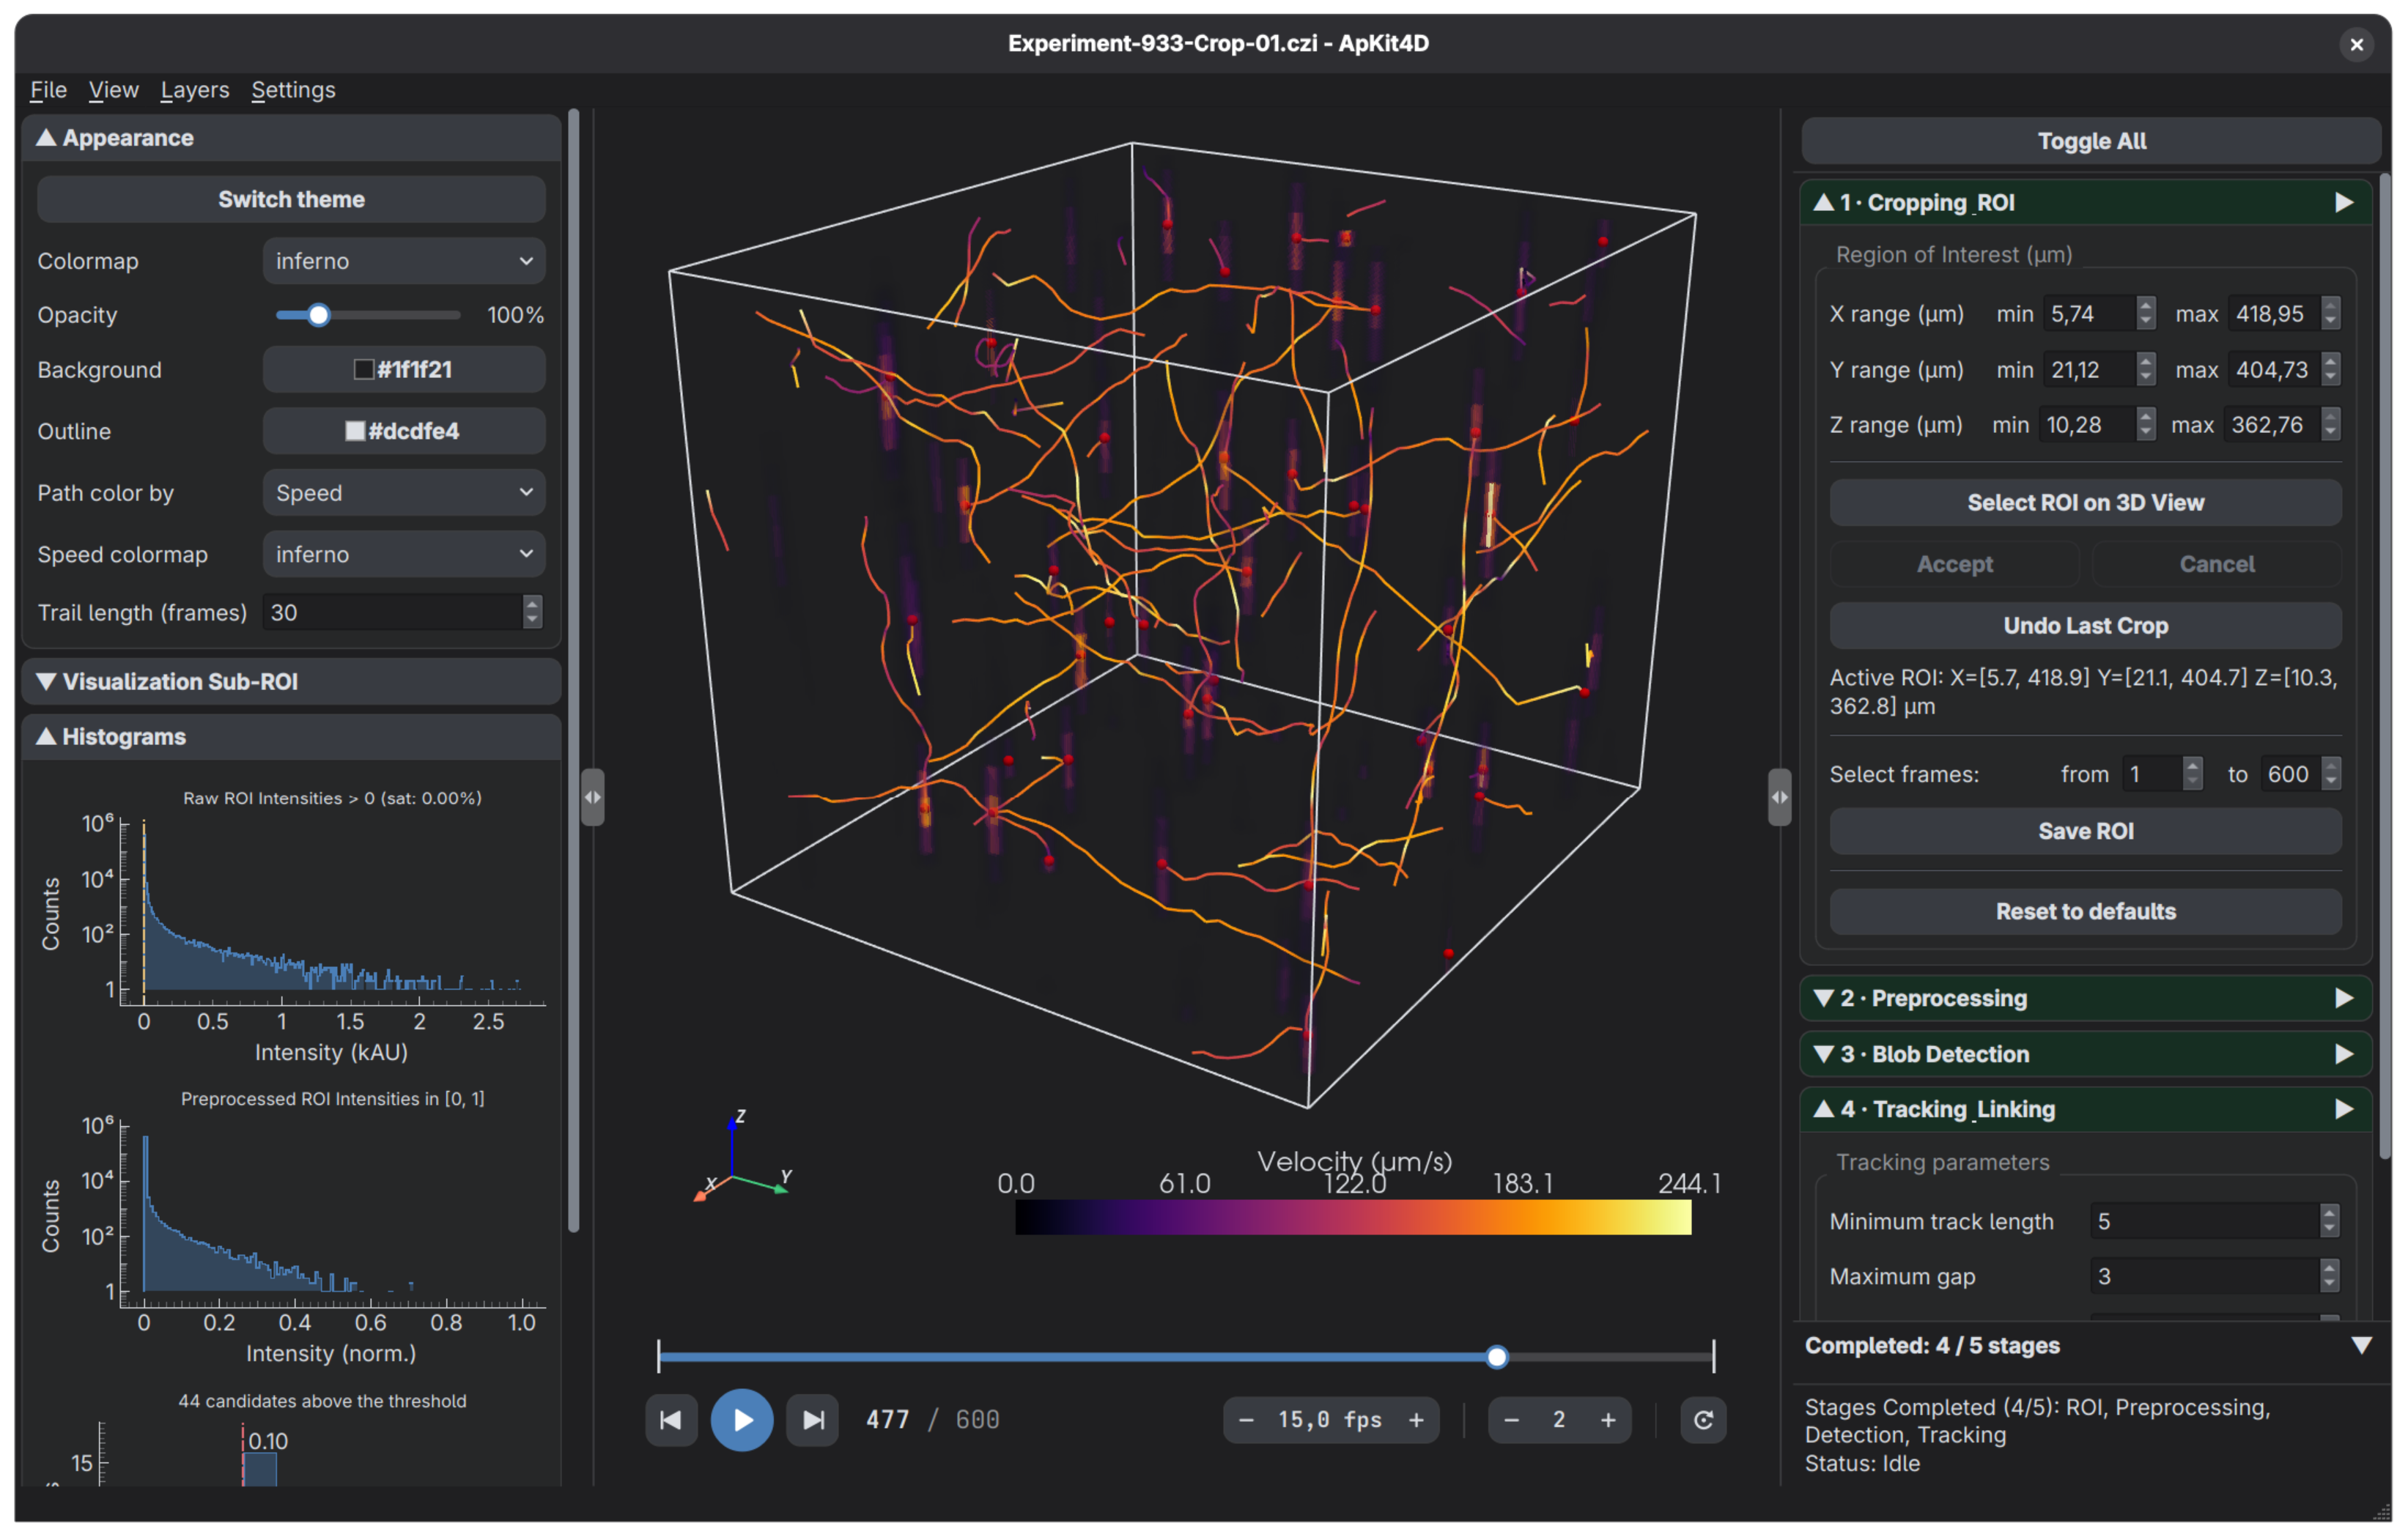 Experiment-933-Crop-01.czi - ApKit4D
File View Layers Settings
Appearance
Switch theme
Colormap inferno
Opacity 100%
Background #1f1f21
Outline #dcdfe4
Path color by Speed
Speed colormap inferno
Trail length (frames) 30
Visualization Sub-ROI
Histograms
Raw ROI Intensities > 0 (sat: 0.00%)
10⁶
10⁴
10²
1
Counts
0 0.5 1 1.5 2 2.5
Intensity (kAU)
Preprocessed ROI Intensities in [0, 1]
10⁶
10⁴
10²
1
Counts
0 0.2 0.4 0.6 0.8 1.0
Intensity (norm.)
44 candidates above the threshold
0.10
15
Z
X
Y
Velocity (µm/s)
0.0 61.0 122.0 183.1 244.1
477 / 600
− 15,0 fps +
− 2 +
Toggle All
1 · Cropping_ROI
Region of Interest (µm)
X range (µm) min 5,74 max 418,95
Y range (µm) min 21,12 max 404,73
Z range (µm) min 10,28 max 362,76
Select ROI on 3D View
Accept Cancel
Undo Last Crop
Active ROI: X=[5.7, 418.9] Y=[21.1, 404.7] Z=[10.3,
362.8] µm
Select frames: from 1 to 600
Save ROI
Reset to defaults
2 · Preprocessing
3 · Blob Detection
4 · Tracking_Linking
Tracking parameters
Minimum track length 5
Maximum gap 3
Completed: 4 / 5 stages
Stages Completed (4/5): ROI, Preprocessing,
Detection, Tracking
Status: Idle